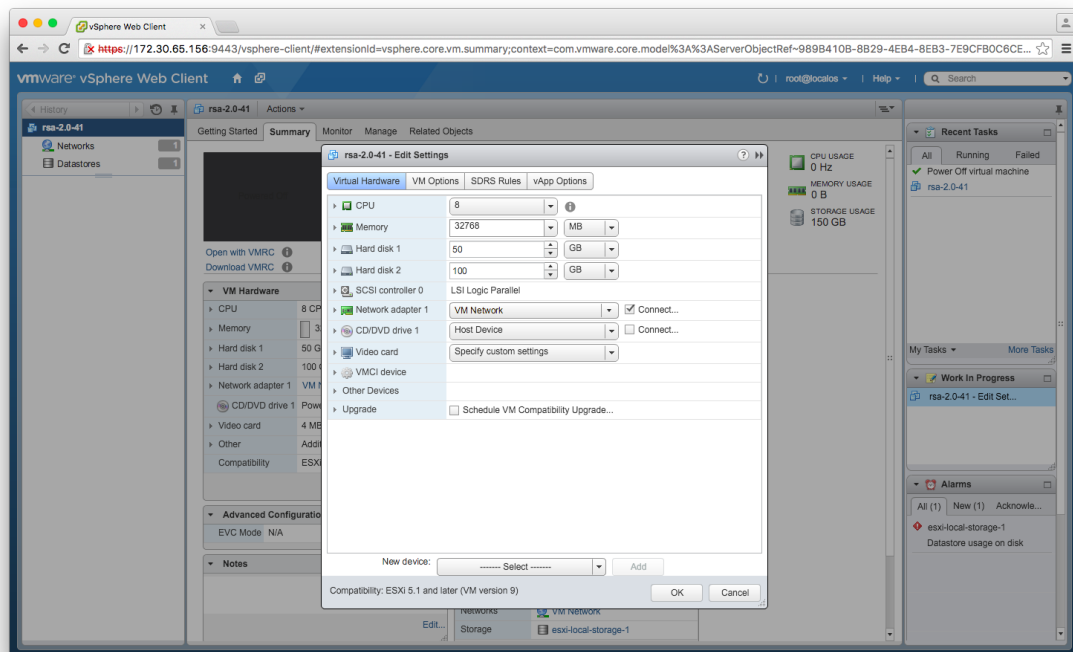 vSphere Web Client
https://172.30.65.156:9443/vsphere-client/#extensionId=vsphere.core.vm.summary;context=com.vmware.core.model%3A%3AServerObjectRef~989B410B-8B29-4EB4-8EB3-7E9CFB0C6CE...
vmware® vSphere Web Client
root@localos
Help
Search
History
rsa-2.0-41
Networks 1
Datastores 1
rsa-2.0-41 Actions
Getting Started Summary Monitor Manage Related Objects
Open with VMRC
Download VMRC
CPU USAGE
0 Hz
MEMORY USAGE
0 B
STORAGE USAGE
150 GB
VM Hardware
CPU 8 CP
Memory 3
Hard disk 1 50 G
Hard disk 2 100
Network adapter 1 VM N
CD/DVD drive 1 Powe
Video card 4 MB
Other Addit
Compatibility ESXi
Advanced Configuratio
EVC Mode N/A
Notes
Edit...
Networks VM Network
Storage esxi-local-storage-1
rsa-2.0-41 - Edit Settings
Virtual Hardware VM Options SDRS Rules vApp Options
CPU 8
Memory 32768 MB
Hard disk 1 50 GB
Hard disk 2 100 GB
SCSI controller 0 LSI Logic Parallel
Network adapter 1 VM Network Connect...
CD/DVD drive 1 Host Device Connect...
Video card Specify custom settings
VMCI device
Other Devices
Upgrade Schedule VM Compatibility Upgrade...
New device: ------- Select ------- Add
Compatibility: ESXi 5.1 and later (VM version 9)
OK Cancel
Recent Tasks
All Running Failed
Power Off virtual machine
rsa-2.0-41
My Tasks More Tasks
Work In Progress
rsa-2.0-41 - Edit Set...
Alarms
All (1) New (1) Acknowle...
esxi-local-storage-1
Datastore usage on disk